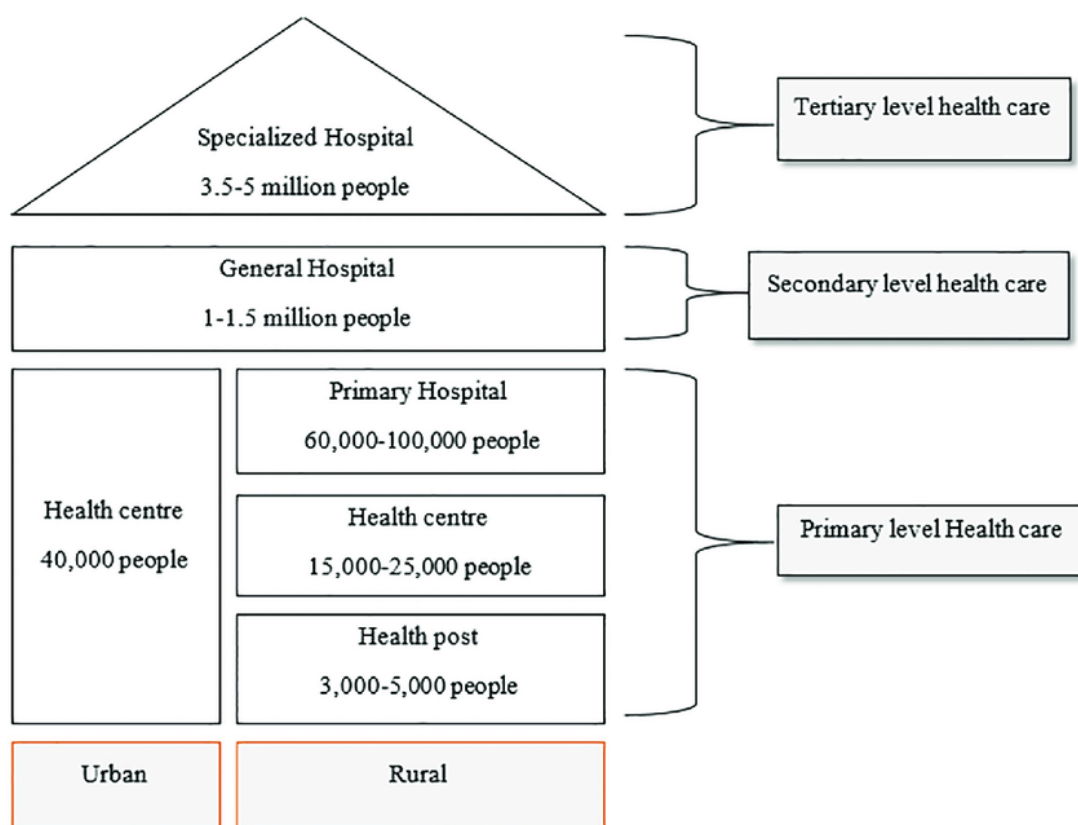 Specialized Hospital
3.5-5 million people
Tertiary level health care
General Hospital
1-1.5 million people
Secondary level health care
Health centre
40,000 people
Primary Hospital
60,000-100,000 people
Health centre
15,000-25,000 people
Health post
3,000-5,000 people
Primary level Health care
Urban
Rural